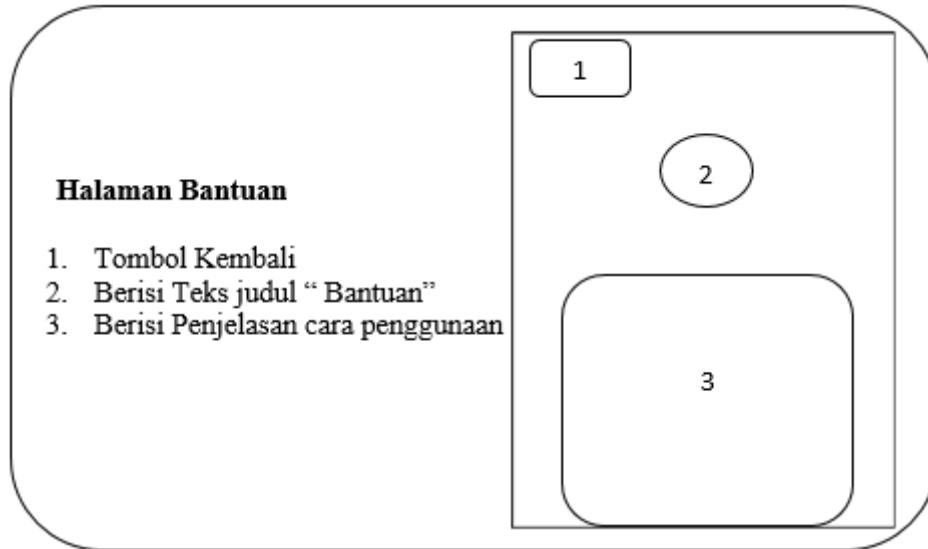 Halaman Bantuan
1. Tombol Kembali
2. Berisi Teks judul “ Bantuan”
3. Berisi Penjelasan cara penggunaan
1
2
3